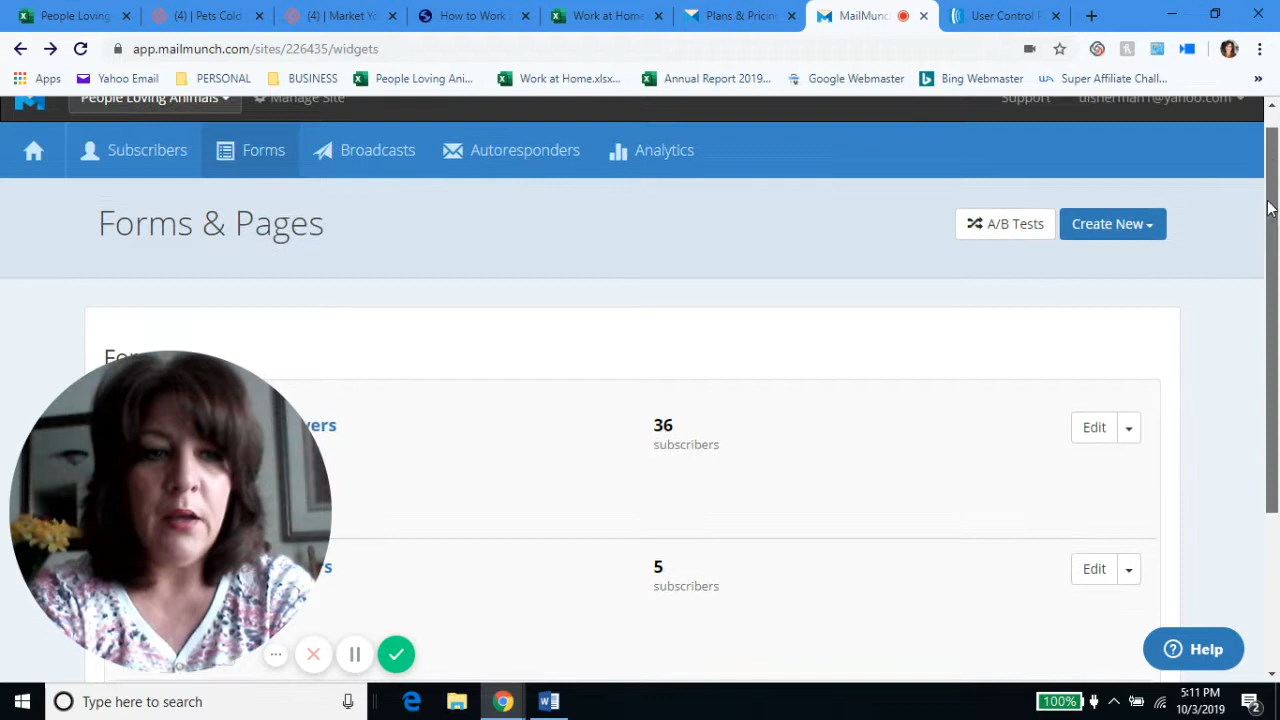 People Loving
(4) | Pets Cold
(4) | Market Yo
How to Work
Work at Home
Plans & Pricing
MailMunch
User Control P
app.mailmunch.com/sites/226435/widgets
Apps
Yahoo Email
PERSONAL
BUSINESS
People Loving Ani...
Work at Home.xlsx...
Annual Report 2019...
Google Webmaster
Bing Webmaster
Super Affiliate Chall...
People Loving Animals
Manage Site
Support
disherman1@yahoo.com
Subscribers
Forms
Broadcasts
Autoresponders
Analytics
Forms & Pages
A/B Tests
Create New
36
subscribers
Edit
5
subscribers
Edit
Help
Type here to search
100%
5:11 PM
10/3/2019
2